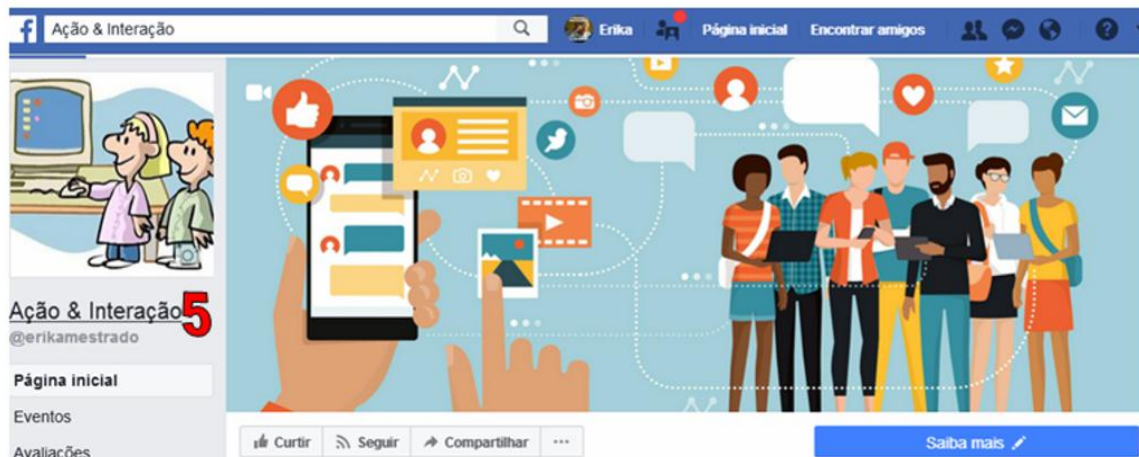 f Ação & Interação Erika Página inicial Encontrar amigos ?
Ação & Interação 5
@erikamestrado
Página inicial
Eventos
Avaliações
Curtir Seguir Compartilhar ... Saiba mais